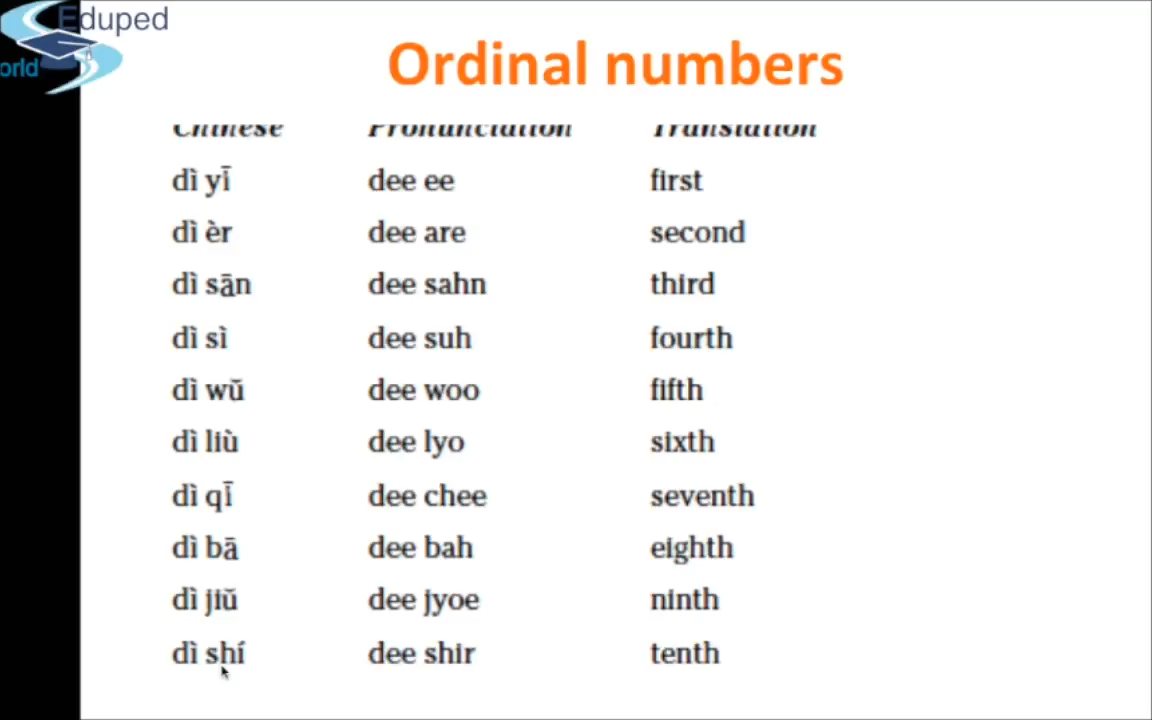 Eduped
orld
Ordinal numbers
Chinese Pronunciation Translation
dì yī dee ee first
dì èr dee are second
dì sān dee sahn third
dì sì dee suh fourth
dì wǔ dee woo fifth
dì liù dee lyo sixth
dì qī dee chee seventh
dì bā dee bah eighth
dì jiǔ dee jyoe ninth
dì shí dee shir tenth